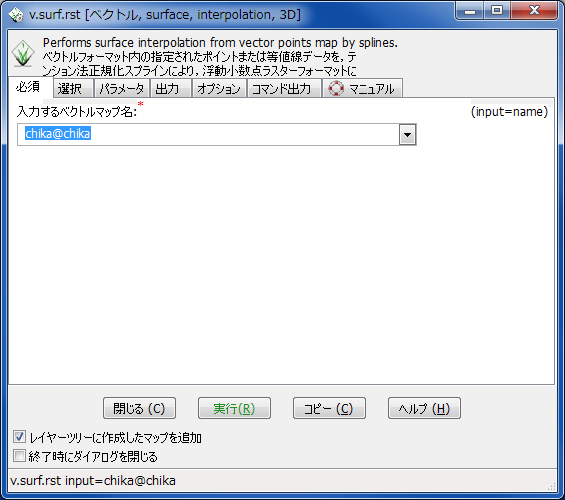 v.surf.rst [ベクトル, surface, interpolation, 3D]
Performs surface interpolation from vector points map by splines.
ベクトルフォーマット内の指定されたポイントまたは等値線データを，テ
ンション法正規化スプラインにより，浮動小数点ラスターフォーマットに
必須 選択 パラメータ 出力 オプション コマンド出力 マニュアル
入力するベクトルマップ名:* (input=name)
chika@chika
閉じる (C) 実行(R) コピー (C) ヘルプ (H)
レイヤーツリーに作成したマップを追加
終了時にダイアログを閉じる
v.surf.rst input=chika@chika